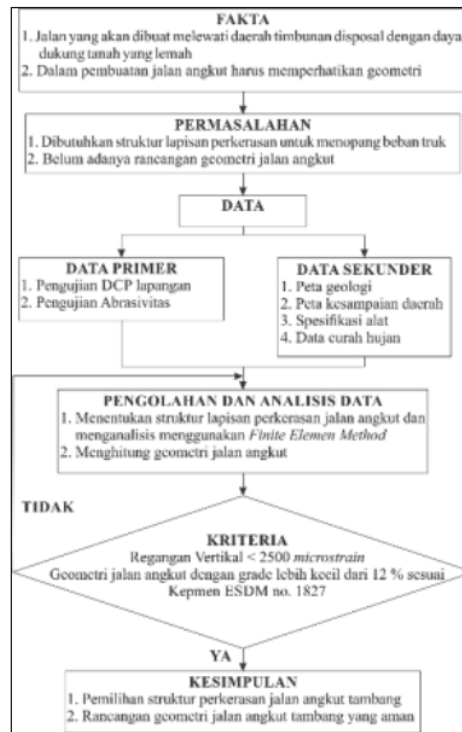 FAKTA
1. Jalan yang akan dibuat melewati daerah timbunan disposal dengan daya
dukung tanah yang lemah
2. Dalam pembuatan jalan angkut harus memperhatikan geometri
PERMASALAHAN
1. Dibutuhkan struktur lapisan perkerasan untuk menopang beban truk
2. Belum adanya rancangan geometri jalan angkut
DATA
DATA PRIMER
1. Pengujian DCP lapangan
2. Pengujian Abrasivitas
DATA SEKUNDER
1. Peta geologi
2. Peta kesampaian daerah
3. Spesifikasi alat
4. Data curah hujan
PENGOLAHAN DAN ANALISIS DATA
1. Menentukan struktur lapisan perkerasan jalan angkut dan
menganalisis menggunakan Finite Elemen Method
2. Menghitung geometri jalan angkut
TIDAK
KRITERIA
Regangan Vertikal < 2500 microstrain
Geometri jalan angkut dengan grade lebih kecil dari 12 % sesuai
Kepmen ESDM no. 1827
YA
KESIMPULAN
1. Pemilihan struktur perkerasan jalan angkut tambang
2. Rancangan geometri jalan angkut tambang yang aman